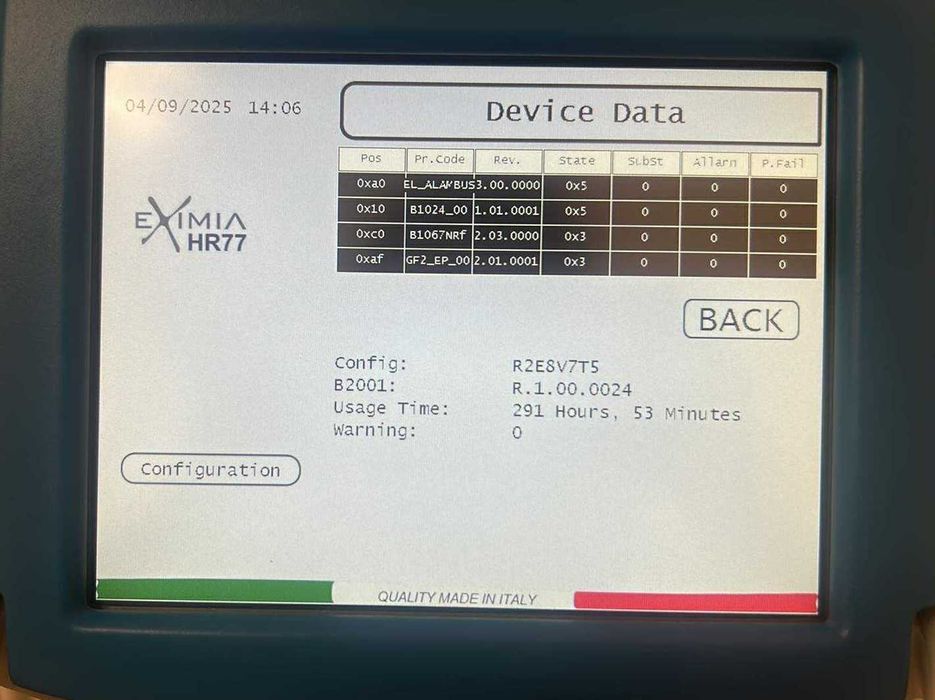 04/09/2025 14:06
Device Data
Pos Pr.Code Rev. State Subst Allarm P.Fail
0xa0 EL_ALAMBUS 3.00.0000 0x5 0 0 0
0x10 B1024_00 1.01.0001 0x5 0 0 0
0xc0 B1067NRf 2.03.0000 0x3 0 0 0
0xaf GF2_EP_00 2.01.0001 0x3 0 0 0
EXIMIA
HR77
BACK
Config: R2E8V7T5
B2001: R.1.00.0024
Usage Time: 291 Hours, 53 Minutes
Warning: 0
Configuration
QUALITY MADE IN ITALY